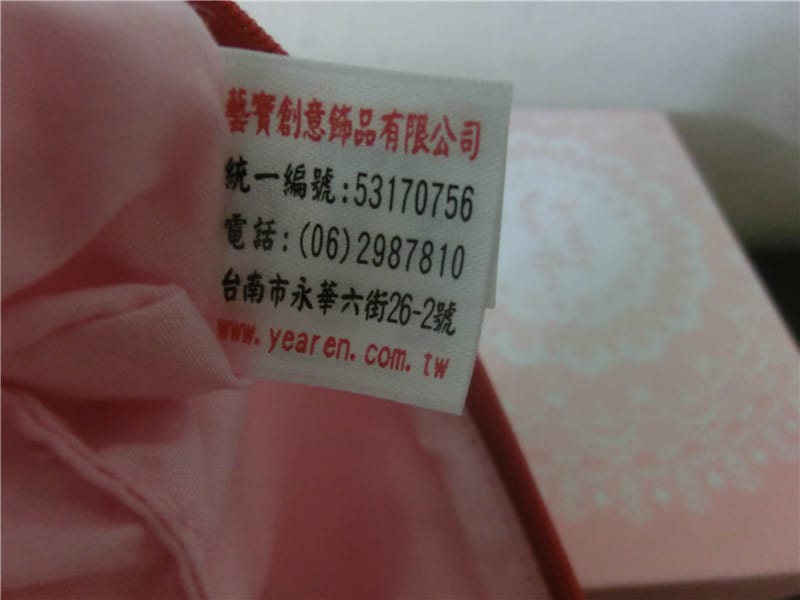 藝寶創意飾品有限公司
統一編號:53170756
電話:(06)2987810
台南市永華六街26-2號
www.yearen.com.tw